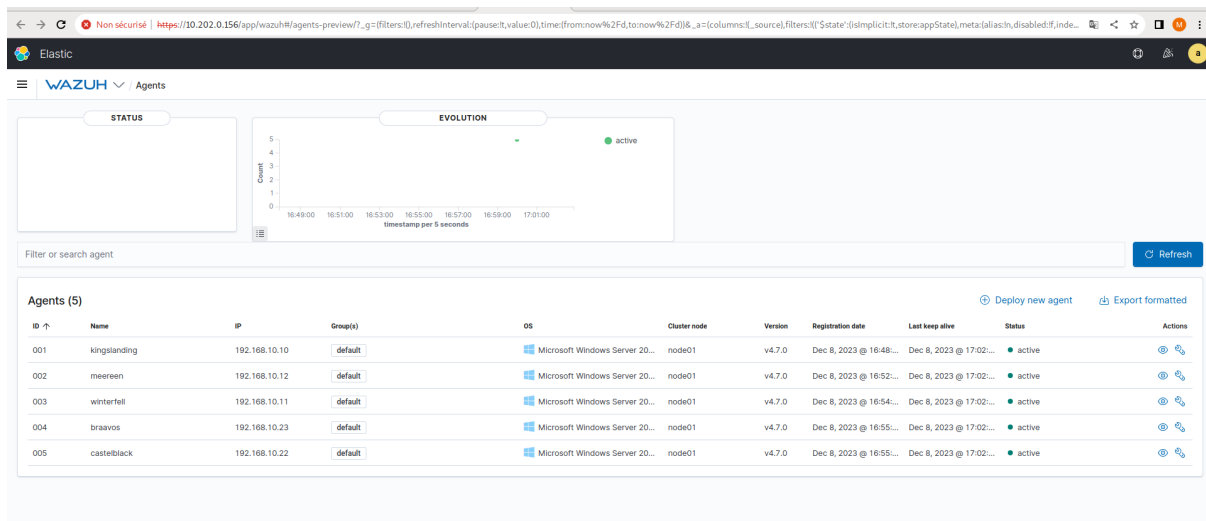 Non sécurisé https://10.202.0.156/app/wazuh#/agents-preview/?_g=(filters:!(),refreshInterval:(pause:!t,value:0),time:(from:now%2Fd,to:now%2Fd))&_a=(columns:!(_source),filters:!(('$state':(isImplicit:!t,store:appState),meta:(alias:!n,disabled:!f,inde... M
Elastic a
WAZUH / Agents
STATUS EVOLUTION
5 active
4
3
2
1
0
Count
16:49:00 16:51:00 16:53:00 16:55:00 16:57:00 16:59:00 17:01:00
timestamp per 5 seconds
Filter or search agent Refresh
Agents (5) Deploy new agent Export formatted
ID Name IP Group(s) OS Cluster node Version Registration date Last keep alive Status Actions
001 kingslanding 192.168.10.10 default Microsoft Windows Server 20... node01 v4.7.0 Dec 8, 2023 @ 16:48:... Dec 8, 2023 @ 17:02:... active
002 meereen 192.168.10.12 default Microsoft Windows Server 20... node01 v4.7.0 Dec 8, 2023 @ 16:52:... Dec 8, 2023 @ 17:02:... active
003 winterfell 192.168.10.11 default Microsoft Windows Server 20... node01 v4.7.0 Dec 8, 2023 @ 16:54:... Dec 8, 2023 @ 17:02:... active
004 braavos 192.168.10.23 default Microsoft Windows Server 20... node01 v4.7.0 Dec 8, 2023 @ 16:55:... Dec 8, 2023 @ 17:02:... active
005 castelblack 192.168.10.22 default Microsoft Windows Server 20... node01 v4.7.0 Dec 8, 2023 @ 16:55:... Dec 8, 2023 @ 17:02:... active